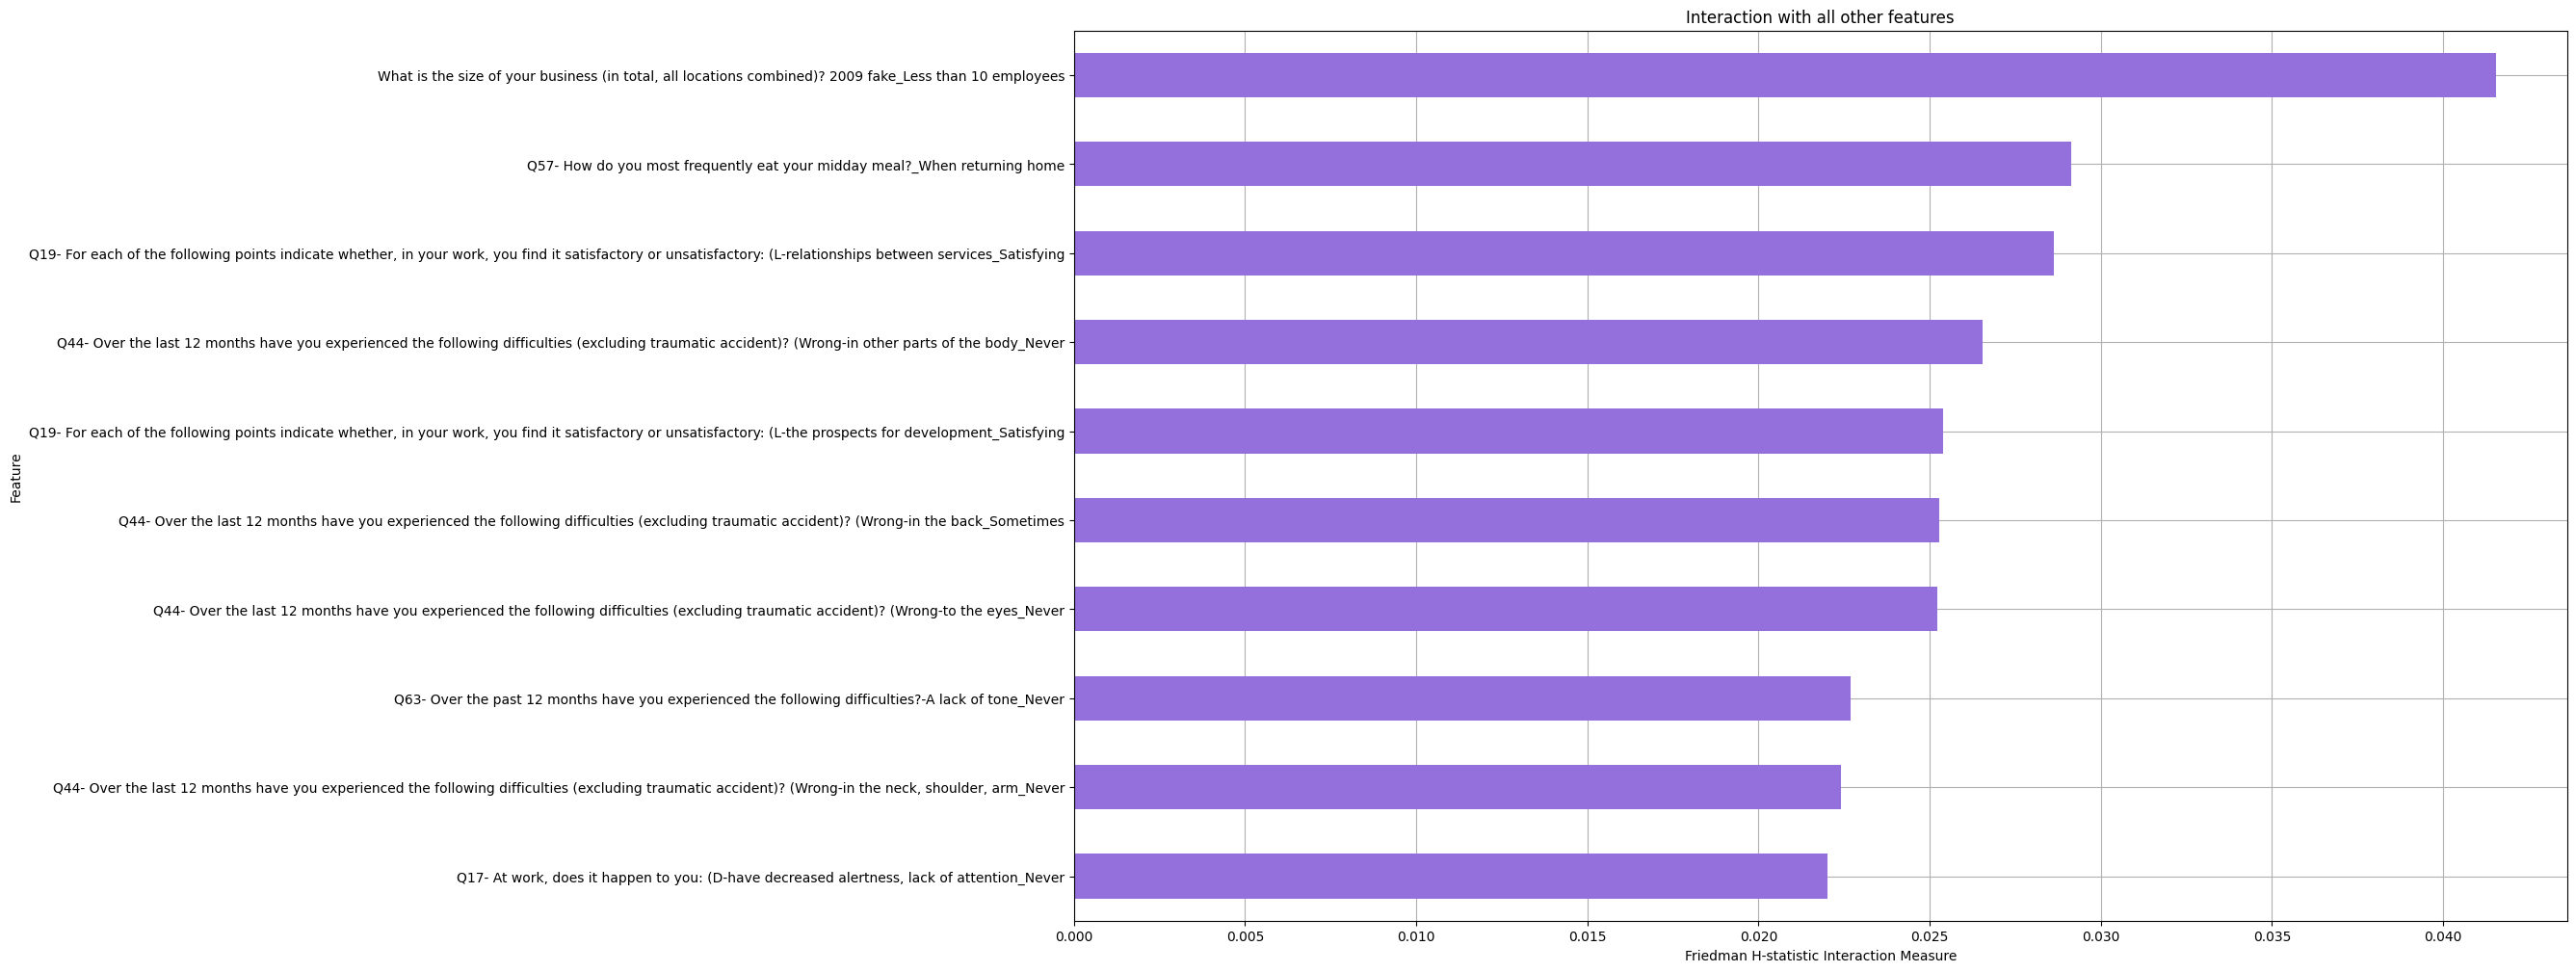 Interaction with all other features
What is the size of your business (in total, all locations combined)? 2009 fake_Less than 10 employees
Q57- How do you most frequently eat your midday meal?_When returning home
Q19- For each of the following points indicate whether, in your work, you find it satisfactory or unsatisfactory: (L-relationships between services_Satisfying
Q44- Over the last 12 months have you experienced the following difficulties (excluding traumatic accident)? (Wrong-in other parts of the body_Never
Q19- For each of the following points indicate whether, in your work, you find it satisfactory or unsatisfactory: (L-the prospects for development_Satisfying
Q44- Over the last 12 months have you experienced the following difficulties (excluding traumatic accident)? (Wrong-in the back_Sometimes
Q44- Over the last 12 months have you experienced the following difficulties (excluding traumatic accident)? (Wrong-to the eyes_Never
Q63- Over the past 12 months have you experienced the following difficulties?-A lack of tone_Never
Q44- Over the last 12 months have you experienced the following difficulties (excluding traumatic accident)? (Wrong-in the neck, shoulder, arm_Never
Q17- At work, does it happen to you: (D-have decreased alertness, lack of attention_Never
Feature
0.000 0.005 0.010 0.015 0.020 0.025 0.030 0.035 0.040
Friedman H-statistic Interaction Measure